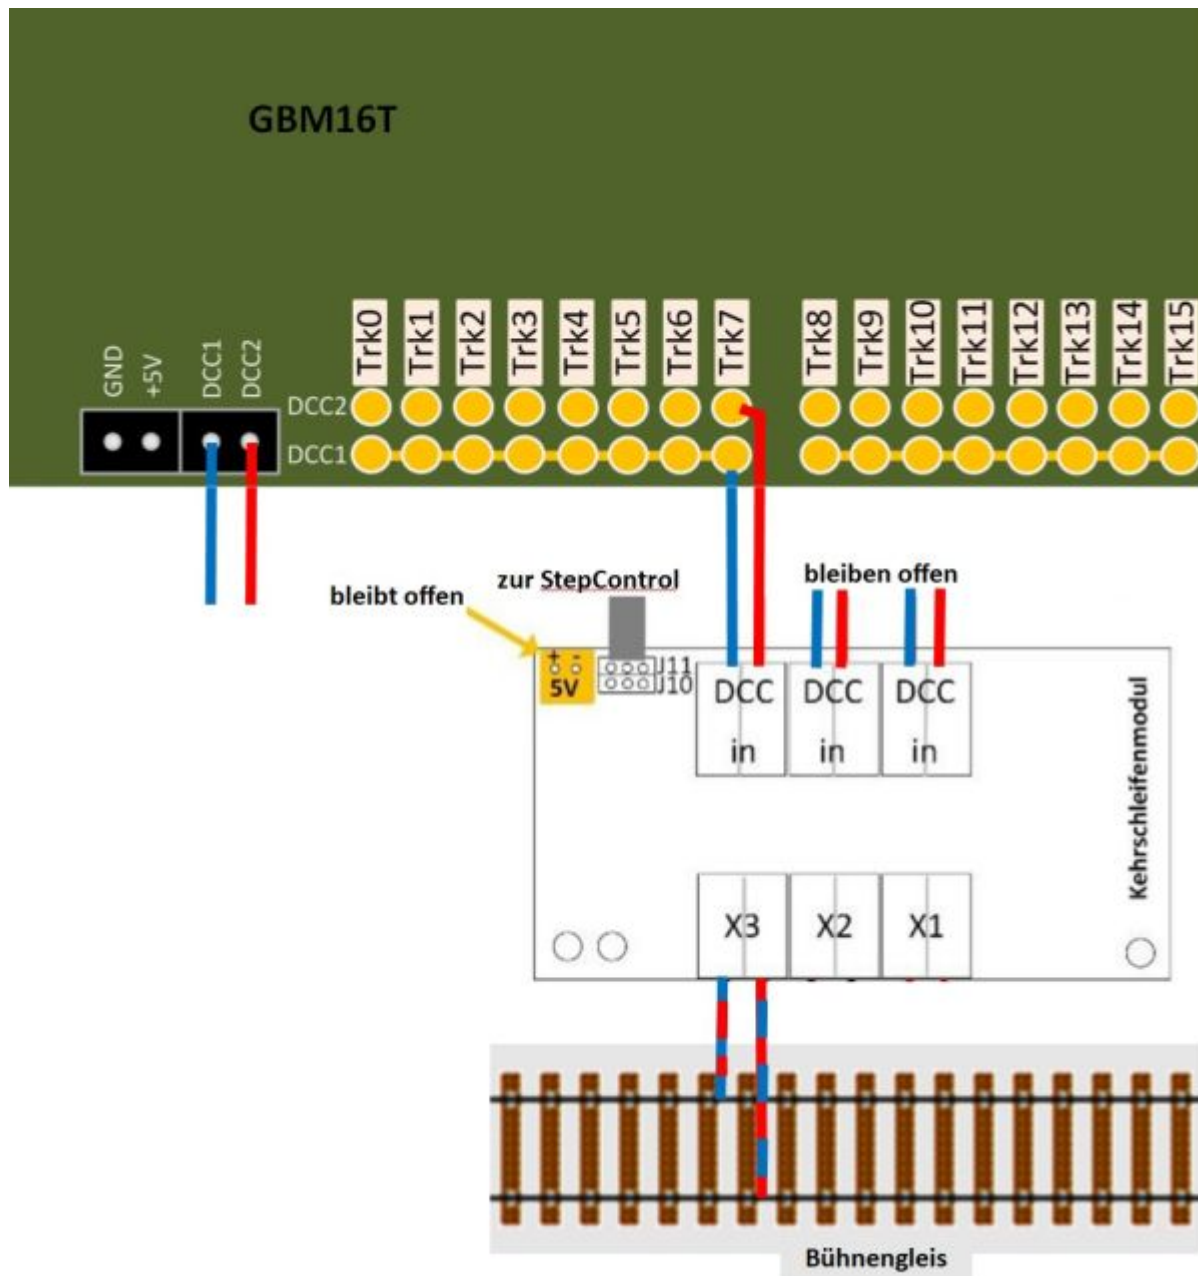 GBM16T
GND
+5V
DCC1
DCC2
Trk0
Trk1
Trk2
Trk3
Trk4
Trk5
Trk6
Trk7
Trk8
Trk9
Trk10
Trk11
Trk12
Trk13
Trk14
Trk15
DCC2
DCC1
bleibt offen
zur StepControl
bleiben offen
+ -
5V
J11
J10
DCC in
DCC in
DCC in
Kehrschleifenmodul
X3
X2
X1
Bühnengleis